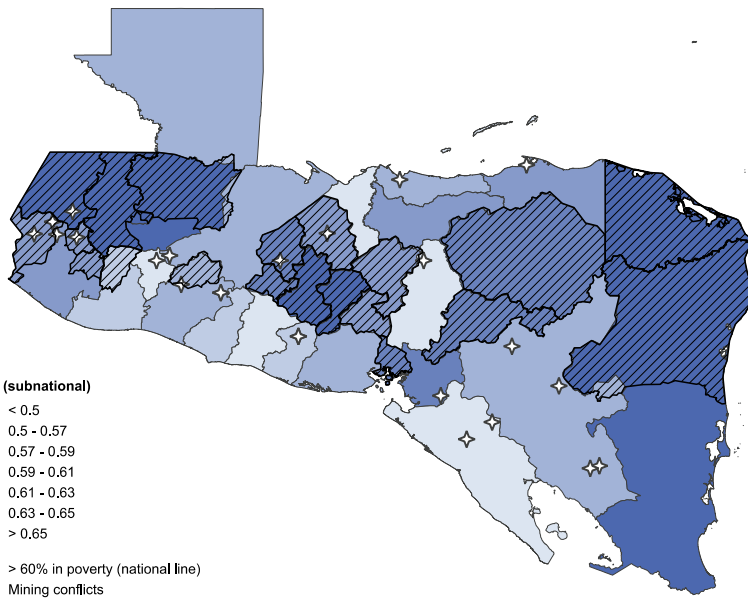 (subnational)
< 0.5
0.5 - 0.57
0.57 - 0.59
0.59 - 0.61
0.61 - 0.63
0.63 - 0.65
> 0.65
> 60% in poverty (national line)
Mining conflicts